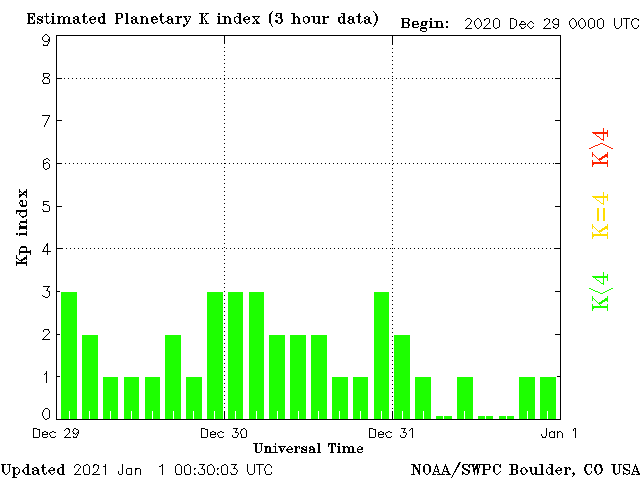 Estimated Planetary K index (3 hour data)
Begin: 2020 Dec 29 0000 UTC
9
8
7
6
5
4
3
2
1
0
Kp index
K>4
K=4
K<4
Dec 29
Dec 30
Dec 31
Jan 1
Universal Time
Updated 2021 Jan 1 00:30:03 UTC
NOAA/SWPC Boulder, CO USA